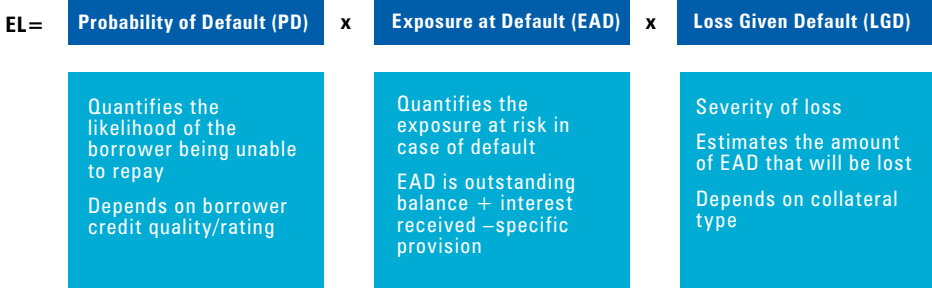 EL=
Probability of Default (PD)
x
Exposure at Default (EAD)
x
Loss Given Default (LGD)
Quantifies the
likelihood of the
borrower being unable
to repay
Depends on borrower
credit quality/rating
Quantifies the
exposure at risk in
case of default
EAD is outstanding
balance + interest
received –specific
provision
Severity of loss
Estimates the amount
of EAD that will be lost
Depends on collateral
type